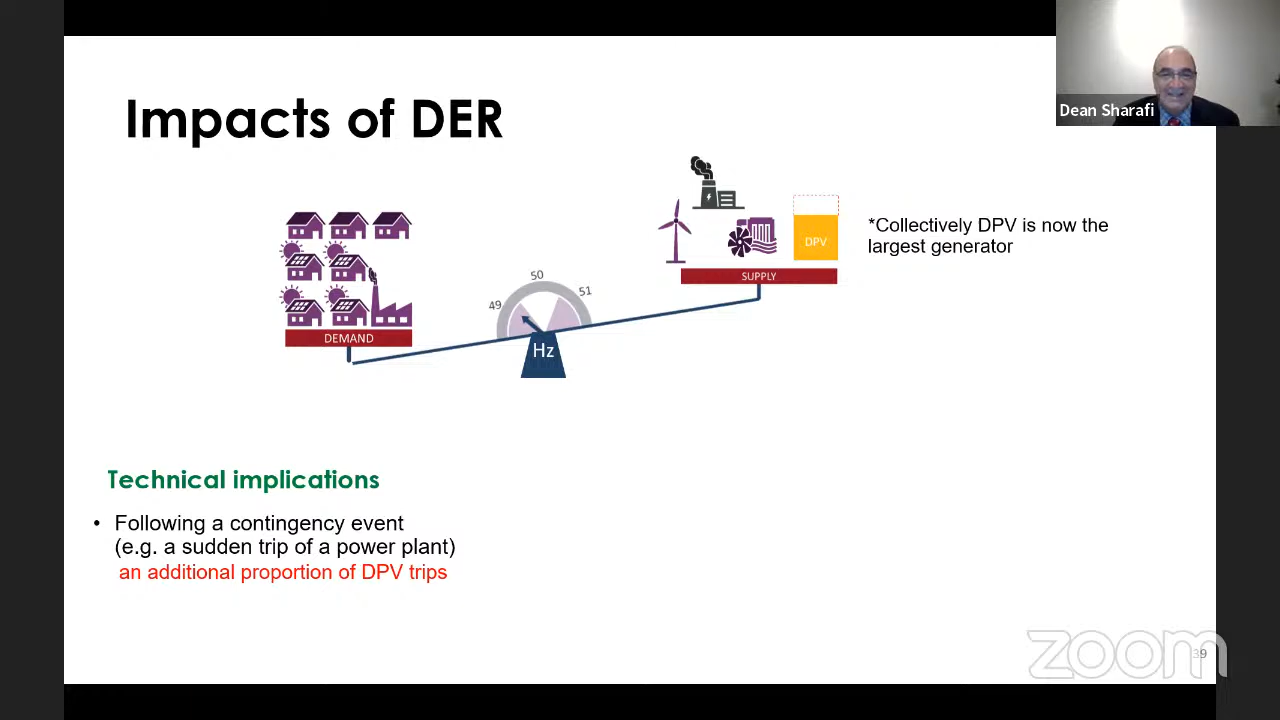 Dean Sharafi
Impacts of DER
*Collectively DPV is now the
largest generator
DPV
SUPPLY
50
49
51
DEMAND
Hz
Technical implications
• Following a contingency event
(e.g. a sudden trip of a power plant)
an additional proportion of DPV trips
zoom
39